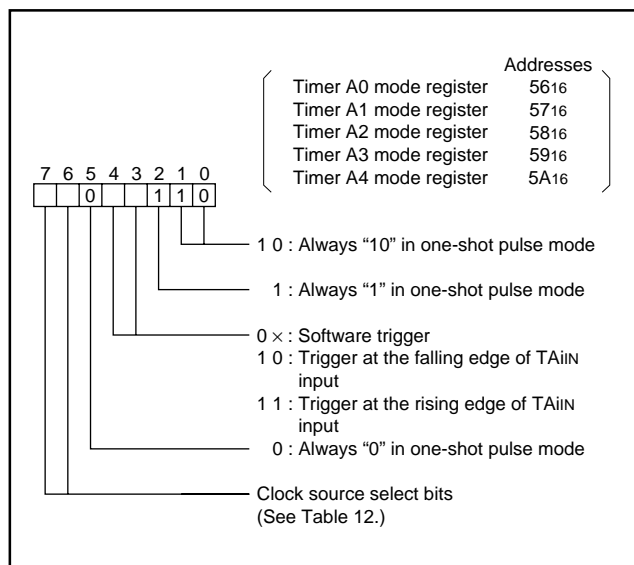 Addresses
Timer A0 mode register 5616
Timer A1 mode register 5716
Timer A2 mode register 5816
Timer A3 mode register 5916
Timer A4 mode register 5A16
7 6 5 4 3 2 1 0
0 1 1 0
1 0 : Always “10” in one-shot pulse mode
1 : Always “1” in one-shot pulse mode
0 × : Software trigger
1 0 : Trigger at the falling edge of TAiIN
input
1 1 : Trigger at the rising edge of TAiIN
input
0 : Always “0” in one-shot pulse mode
Clock source select bits
(See Table 12.)